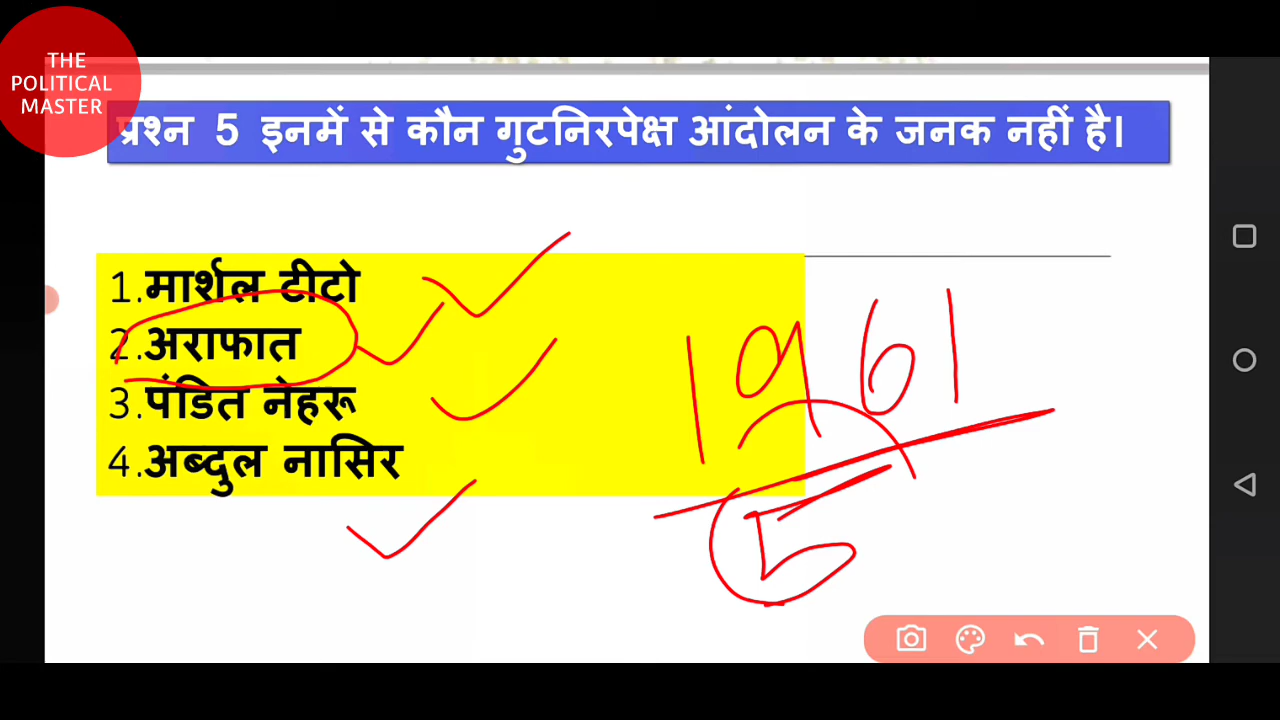 THE
POLITICAL
MASTER
प्रश्न 5 इनमें से कौन गुटनिरपेक्ष आंदोलन के जनक नहीं है।
1.मार्शल टीटो
2.अराफात
3.पंडित नेहरू
4.अब्दुल नासिर
1961
5